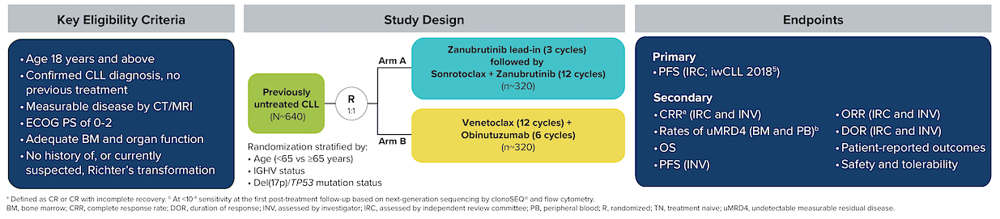 Key Eligibility Criteria
• Age 18 years and above
• Confirmed CLL diagnosis, no
previous treatment
• Measurable disease by CT/MRI
• ECOG PS of 0-2
• Adequate BM and organ function
• No history of, or currently
suspected, Richter’s transformation
Study Design
Previously
untreated CLL
(N~640)
R
1:1
Arm A
Zanubrutinib lead-in (3 cycles)
followed by
Sonrotoclax + Zanubrutinib (12 cycles)
(n~320)
Arm B
Venetoclax (12 cycles) +
Obinutuzumab (6 cycles)
(n~320)
Randomization stratified by:
• Age (<65 vs ≥65 years)
• IGHV status
• Del(17p)/TP53 mutation status
Endpoints
Primary
• PFS (IRC; iwCLL 2018⁵)
Secondary
• CRRᵃ (IRC and INV)
• Rates of uMRD4 (BM and PB)ᵇ
• OS
• PFS (INV)
• ORR (IRC and INV)
• DOR (IRC and INV)
• Patient-reported outcomes
• Safety and tolerability
ᵃ Defined as CR or CR with incomplete recovery. ᵇ At <10⁻⁴ sensitivity at the first post-treatment follow-up based on next-generation sequencing by clonoSEQ® and flow cytometry.
BM, bone marrow; CRR, complete response rate; DOR, duration of response; INV, assessed by investigator; IRC, assessed by independent review committee; PB, peripheral blood; R, randomized; TN, treatment naive; uMRD4, undetectable measurable residual disease.